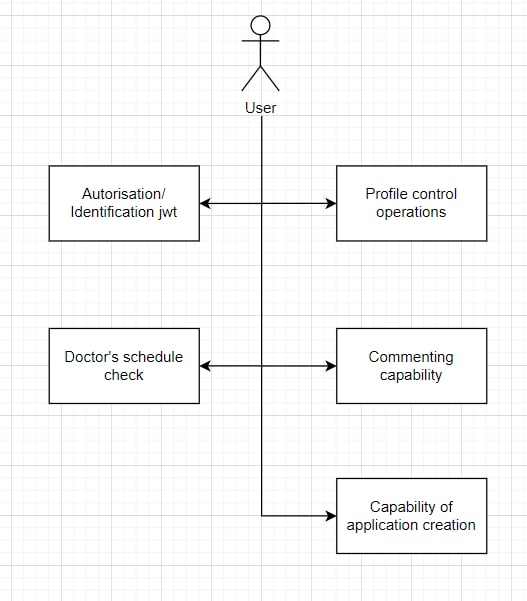 User
Autorisation/
Identification jwt
Profile control
operations
Doctor's schedule
check
Commenting
capability
Capability of
application creation